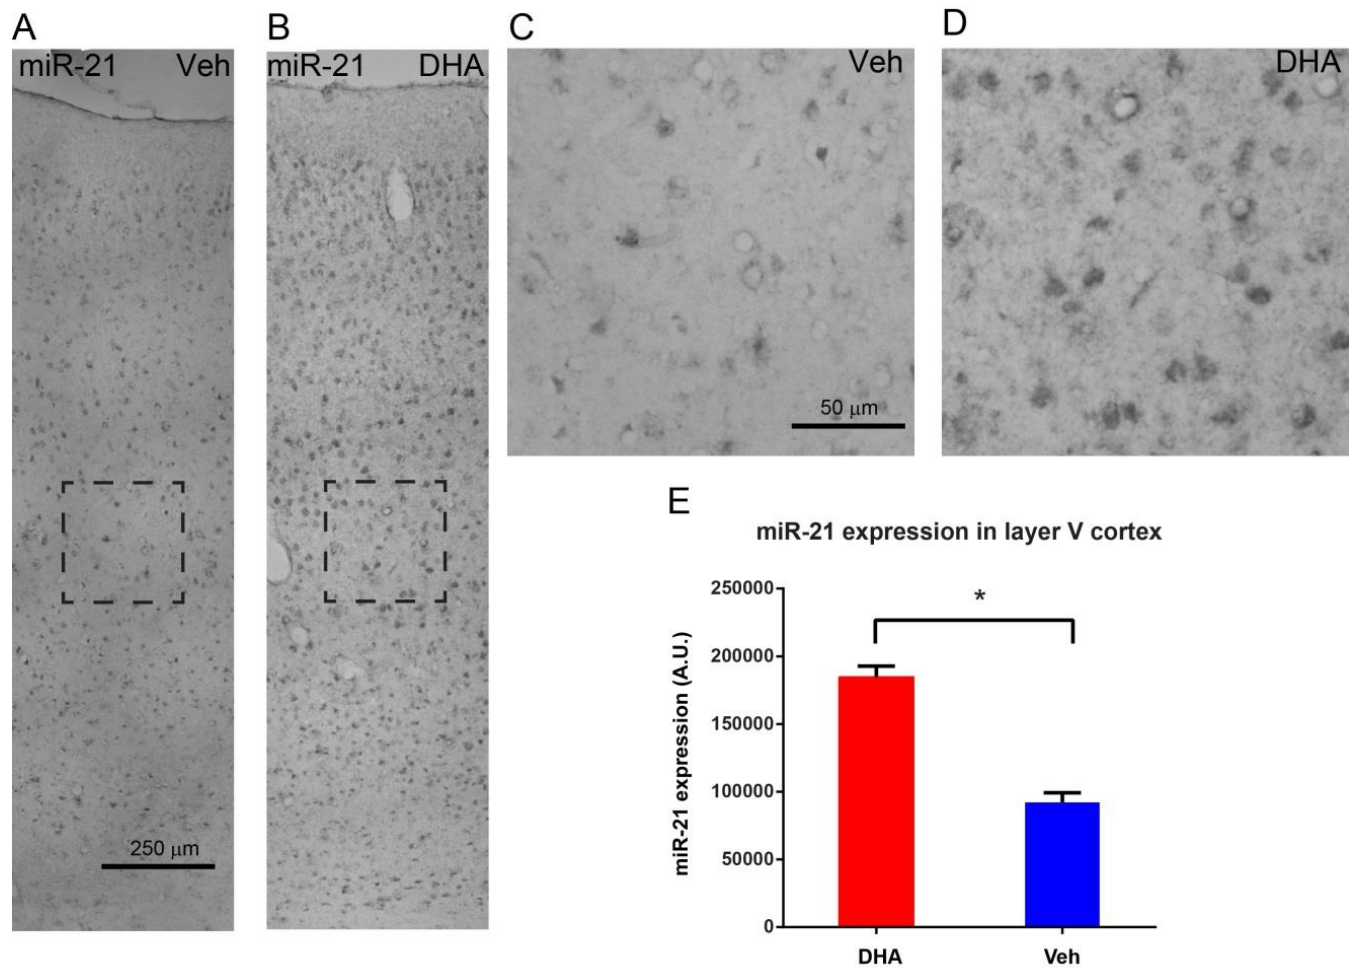 A
miR-21 Veh
250 μm
B
miR-21 DHA
C
Veh
50 μm
D
DHA
E
miR-21 expression in layer V cortex
miR-21 expression (A.U.)
250000
200000
150000
100000
50000
0
*
DHA Veh